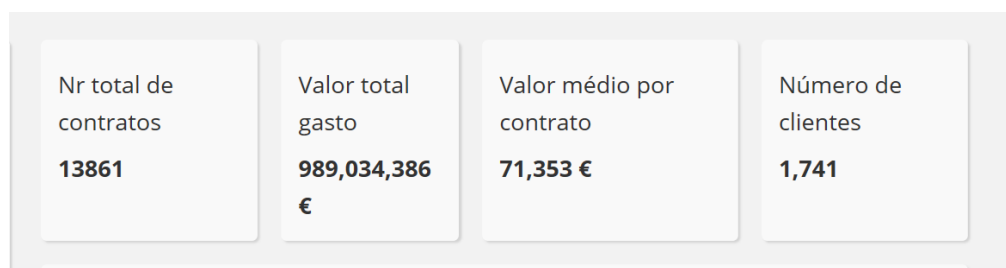 Nr total de
contratos
13861
Valor total
gasto
989,034,386
€
Valor médio por
contrato
71,353 €
Número de
clientes
1,741